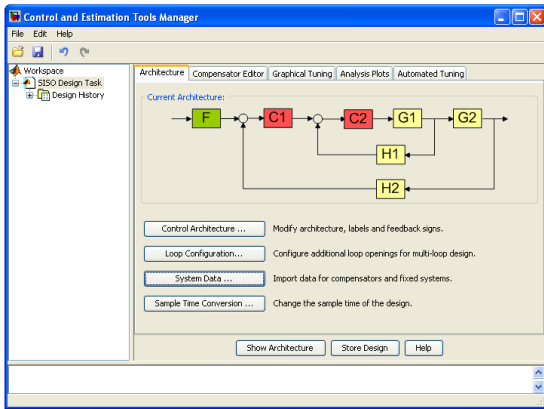 Control and Estimation Tools Manager
File Edit Help
Workspace
SISO Design Task
Design History
Architecture Compensator Editor Graphical Tuning Analysis Plots Automated Tuning
Current Architecture:
F C1 C2 G1 G2
H1
H2
Control Architecture ... Modify architecture, labels and feedback signs.
Loop Configuration... Configure additional loop openings for multi-loop design.
System Data ... Import data for compensators and fixed systems.
Sample Time Conversion ... Change the sample time of the design.
Show Architecture Store Design Help